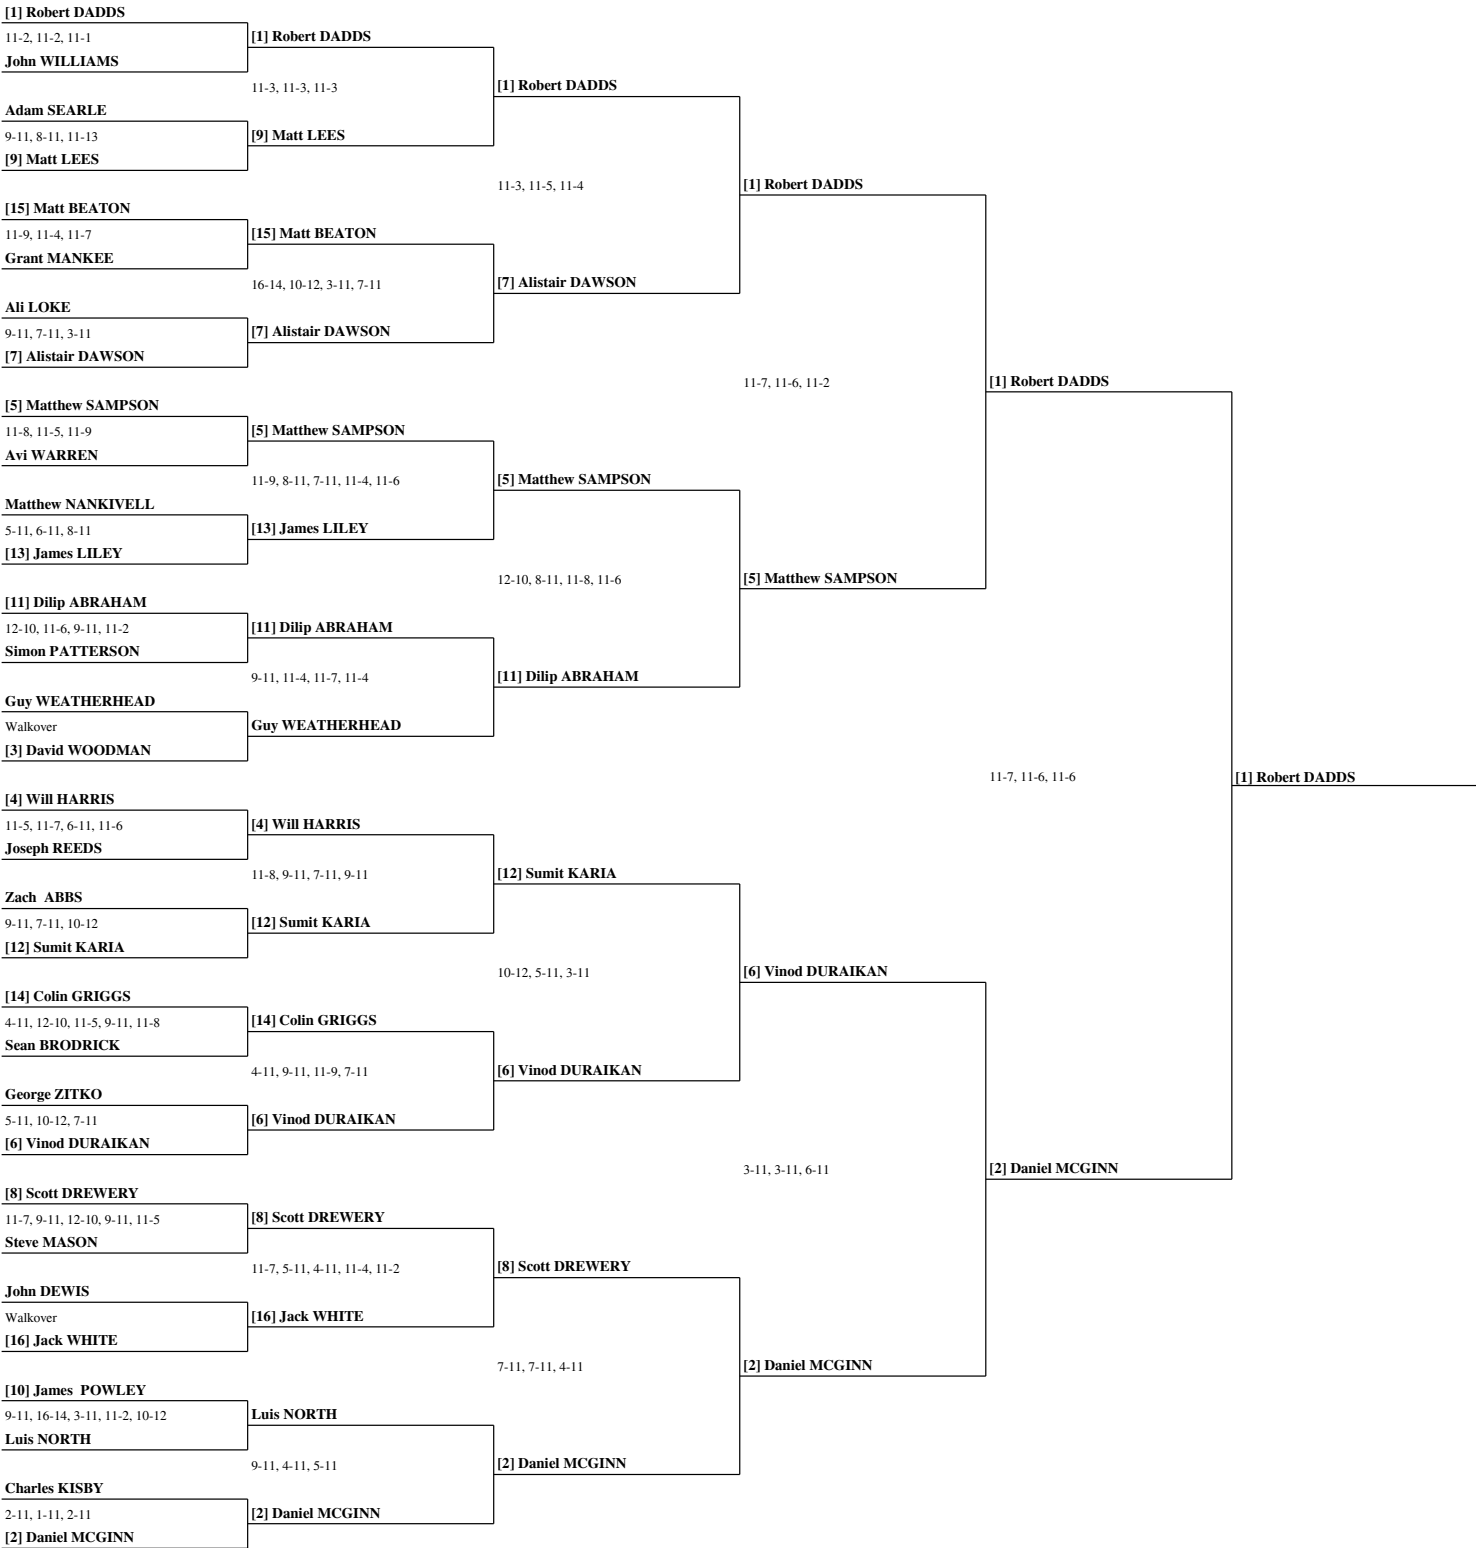 [1] Robert DADDS
11-2, 11-2, 11-1
[1] Robert DADDS
John WILLIAMS
11-3, 11-3, 11-3
[1] Robert DADDS
Adam SEARLE
9-11, 8-11, 11-13
[9] Matt LEES
[9] Matt LEES
11-3, 11-5, 11-4
[1] Robert DADDS
[15] Matt BEATON
11-9, 11-4, 11-7
[15] Matt BEATON
Grant MANKEE
16-14, 10-12, 3-11, 7-11
[7] Alistair DAWSON
Ali LOKE
9-11, 7-11, 3-11
[7] Alistair DAWSON
[7] Alistair DAWSON
11-7, 11-6, 11-2
[1] Robert DADDS
[5] Matthew SAMPSON
11-8, 11-5, 11-9
[5] Matthew SAMPSON
Avi WARREN
11-9, 8-11, 7-11, 11-4, 11-6
[5] Matthew SAMPSON
Matthew NANKIVELL
5-11, 6-11, 8-11
[13] James LILEY
[13] James LILEY
12-10, 8-11, 11-8, 11-6
[5] Matthew SAMPSON
[11] Dilip ABRAHAM
12-10, 11-6, 9-11, 11-2
[11] Dilip ABRAHAM
Simon PATTERSON
9-11, 11-4, 11-7, 11-4
[11] Dilip ABRAHAM
Guy WEATHERHEAD
Walkover
Guy WEATHERHEAD
[3] David WOODMAN
11-7, 11-6, 11-6
[1] Robert DADDS
[4] Will HARRIS
11-5, 11-7, 6-11, 11-6
[4] Will HARRIS
Joseph REEDS
11-8, 9-11, 7-11, 9-11
[12] Sumit KARIA
Zach  ABBS
9-11, 7-11, 10-12
[12] Sumit KARIA
[12] Sumit KARIA
10-12, 5-11, 3-11
[6] Vinod DURAIKAN
[14] Colin GRIGGS
4-11, 12-10, 11-5, 9-11, 11-8
[14] Colin GRIGGS
Sean BRODRICK
4-11, 9-11, 11-9, 7-11
[6] Vinod DURAIKAN
George ZITKO
5-11, 10-12, 7-11
[6] Vinod DURAIKAN
[6] Vinod DURAIKAN
3-11, 3-11, 6-11
[2] Daniel MCGINN
[8] Scott DREWERY
11-7, 9-11, 12-10, 9-11, 11-5
[8] Scott DREWERY
Steve MASON
11-7, 5-11, 4-11, 11-4, 11-2
[8] Scott DREWERY
John DEWIS
Walkover
[16] Jack WHITE
[16] Jack WHITE
7-11, 7-11, 4-11
[2] Daniel MCGINN
[10] James  POWLEY
9-11, 16-14, 3-11, 11-2, 10-12
Luis NORTH
Luis NORTH
9-11, 4-11, 5-11
[2] Daniel MCGINN
Charles KISBY
2-11, 1-11, 2-11
[2] Daniel MCGINN
[2] Daniel MCGINN